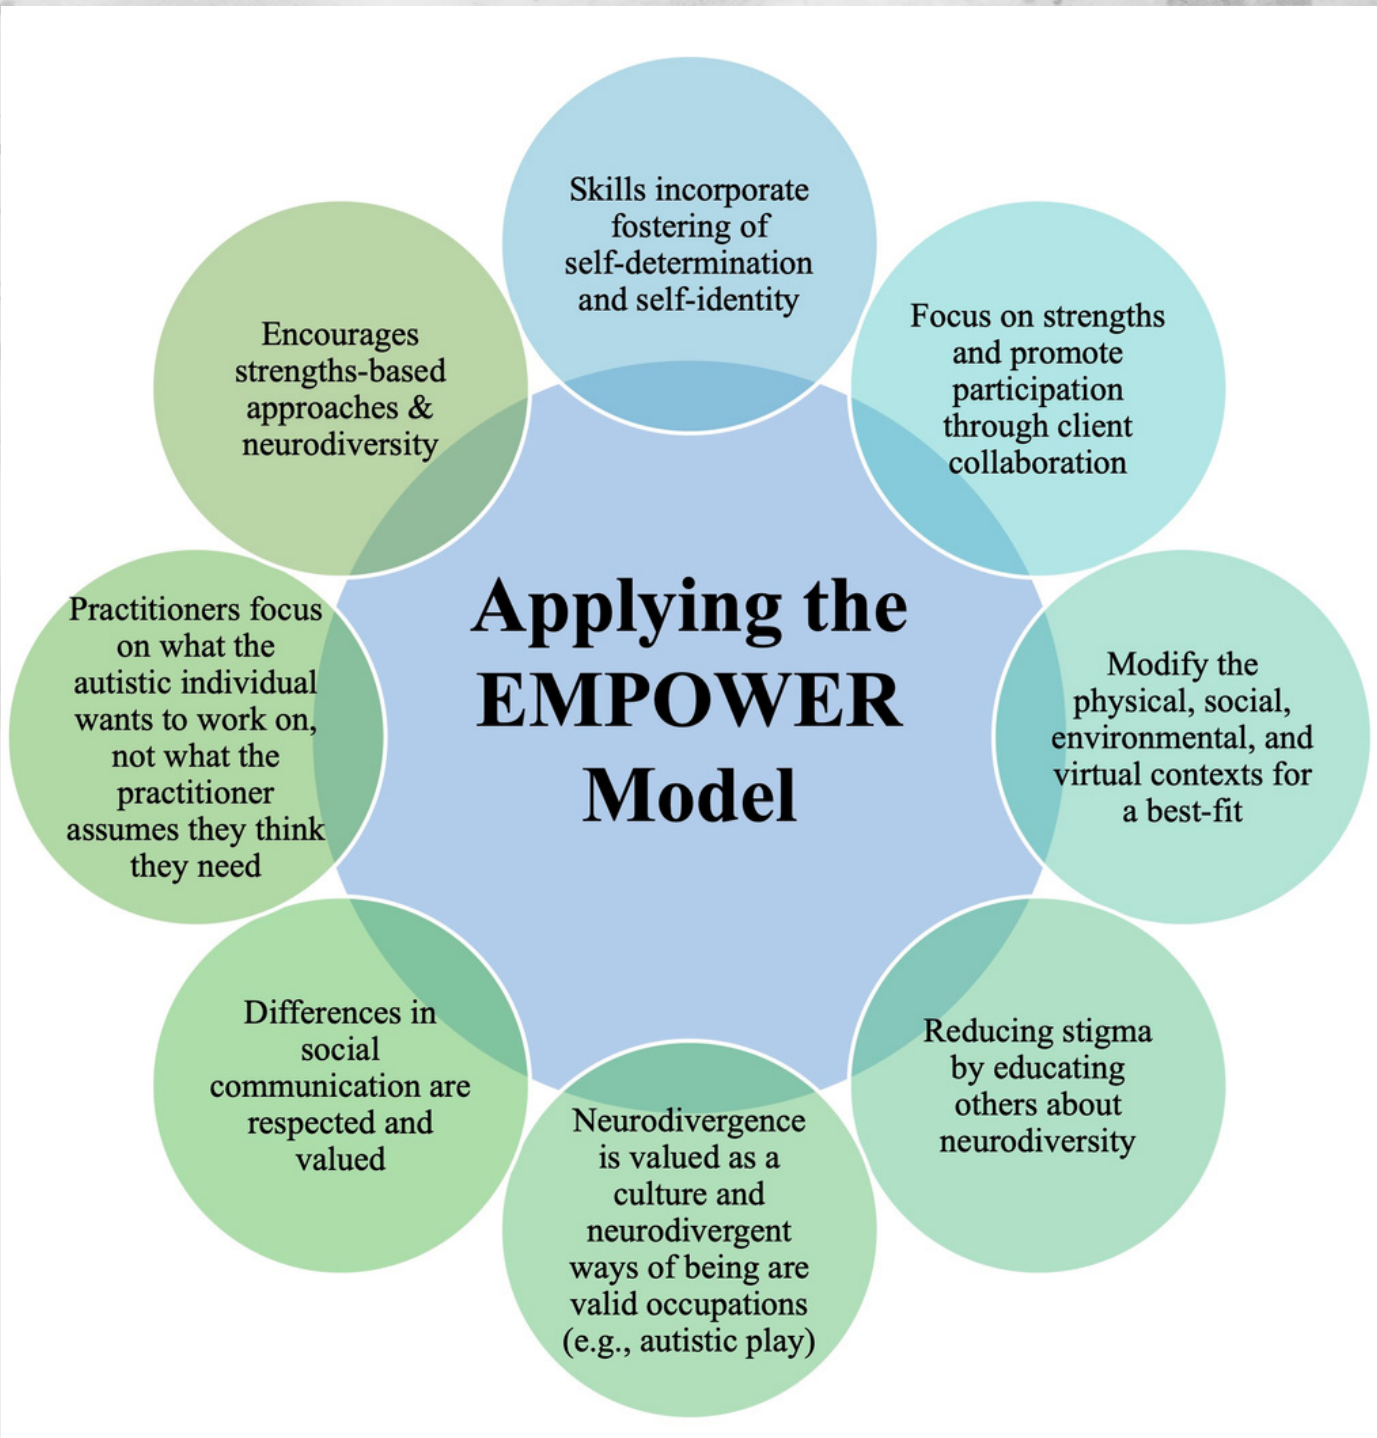 Applying the
EMPOWER
Model
Skills incorporate
fostering of
self-determination
and self-identity
Focus on strengths
and promote
participation
through client
collaboration
Modify the
physical, social,
environmental, and
virtual contexts for
a best-fit
Reducing stigma
by educating
others about
neurodiversity
Neurodivergence
is valued as a
culture and
neurodivergent
ways of being are
valid occupations
(e.g., autistic play)
Differences in
social
communication are
respected and
valued
Practitioners focus
on what the
autistic individual
wants to work on,
not what the
practitioner
assumes they think
they need
Encourages
strengths-based
approaches &
neurodiversity